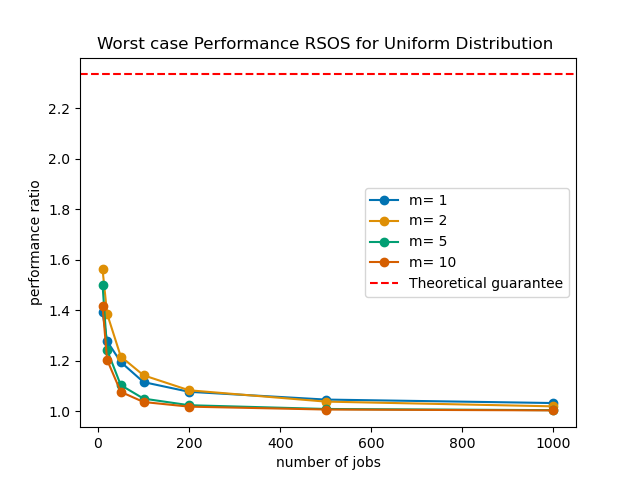 Worst case Performance RSOS for Uniform Distribution
performance ratio
2.2
2.0
1.8
1.6
1.4
1.2
1.0
m= 1
m= 2
m= 5
m= 10
Theoretical guarantee
0
200
400
600
800
1000
number of jobs